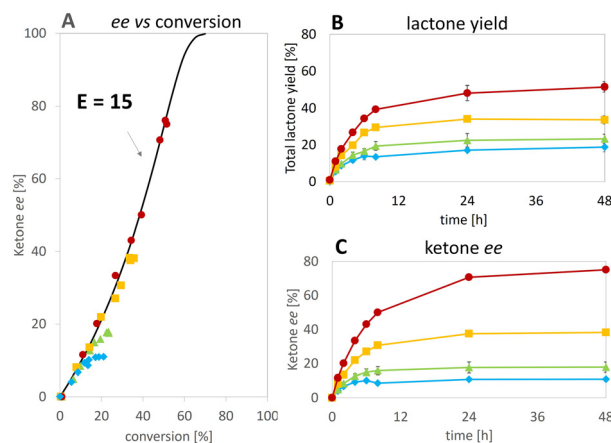 A
ee vs conversion
100
80
60
40
20
0
Ketone ee [%]
E = 15
0 20 40 60 80 100
conversion [%]
B
lactone yield
80
60
40
20
0
Total lactone yield [%]
0 12 24 36 48
time [h]
C
ketone ee
80
60
40
20
0
Ketone ee [%]
0 12 24 36 48
time [h]